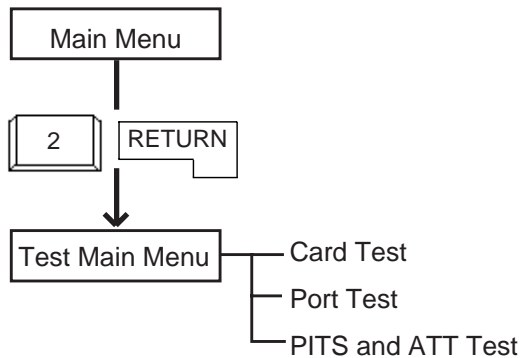 Main Menu
2
RETURN
Test Main Menu
Card Test
Port Test
PITS and ATT Test